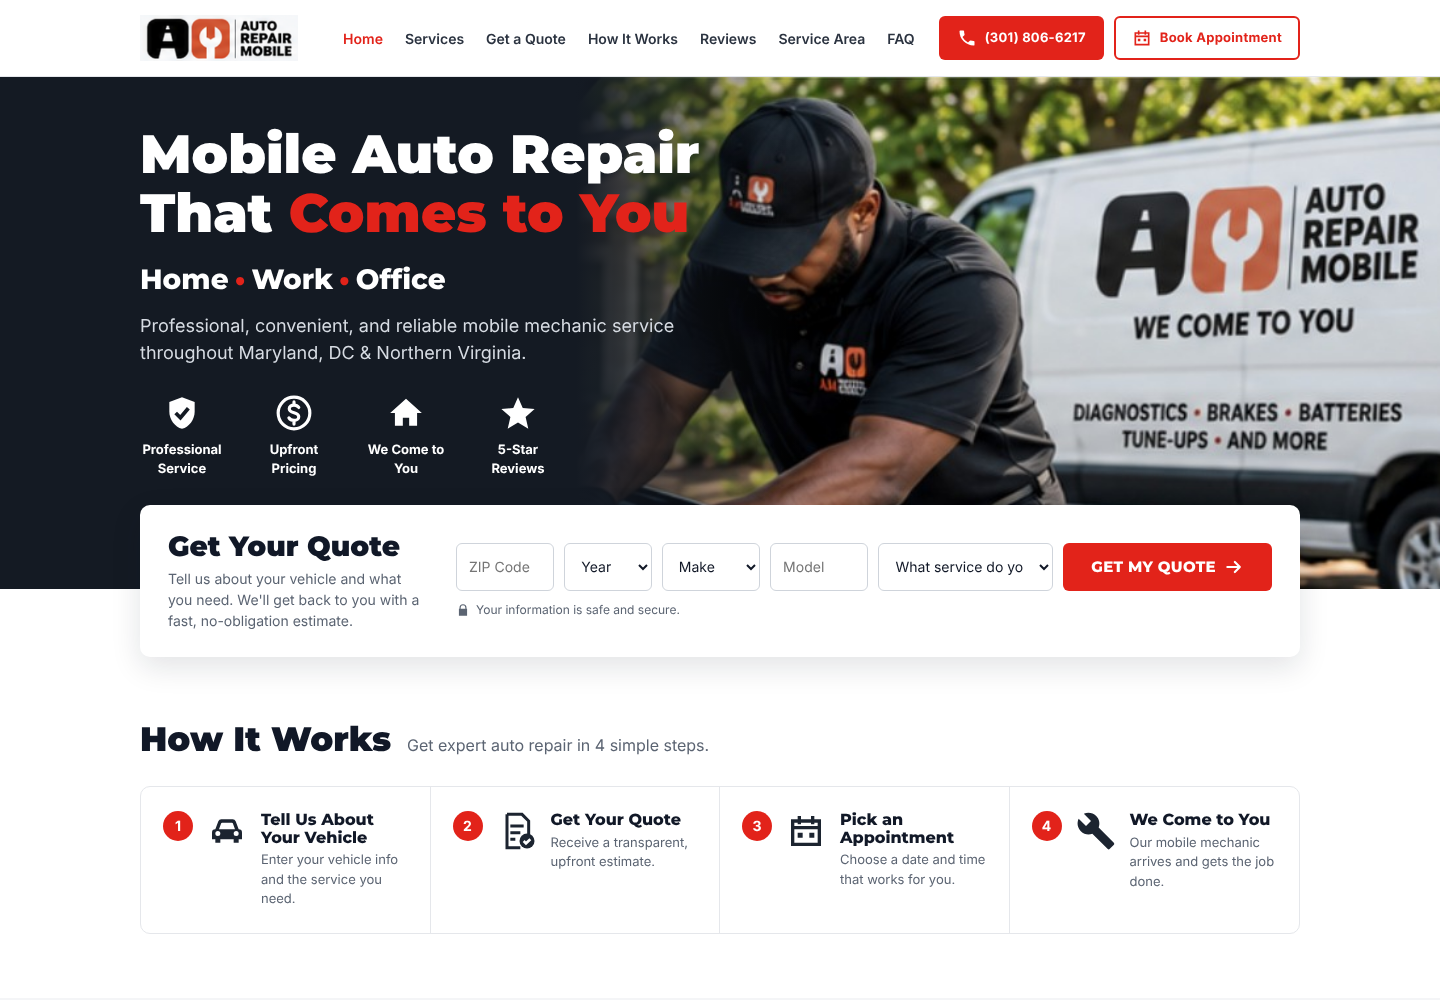 AUTO
REPAIR
MOBILE
Home
Services
Get a Quote
How It Works
Reviews
Service Area
FAQ
(301) 806-6217
Book Appointment
Mobile Auto Repair
That Comes to You
Home • Work • Office
Professional, convenient, and reliable mobile mechanic service
throughout Maryland, DC & Northern Virginia.
Professional
Service
Upfront
Pricing
We Come to
You
5-Star
Reviews
AUTO
REPAIR
MOBILE
WE COME TO YOU
DIAGNOSTICS • BRAKES • BATTERIES
TUNE-UPS • AND MORE
Get Your Quote
Tell us about your vehicle and what
you need. We'll get back to you with a
fast, no-obligation estimate.
ZIP Code
Year
Make
Model
What service do yo
GET MY QUOTE
Your information is safe and secure.
How It Works
Get expert auto repair in 4 simple steps.
1
Tell Us About
Your Vehicle
Enter your vehicle info
and the service you
need.
2
Get Your Quote
Receive a transparent,
upfront estimate.
3
Pick an
Appointment
Choose a date and time
that works for you.
4
We Come to You
Our mobile mechanic
arrives and gets the job
done.